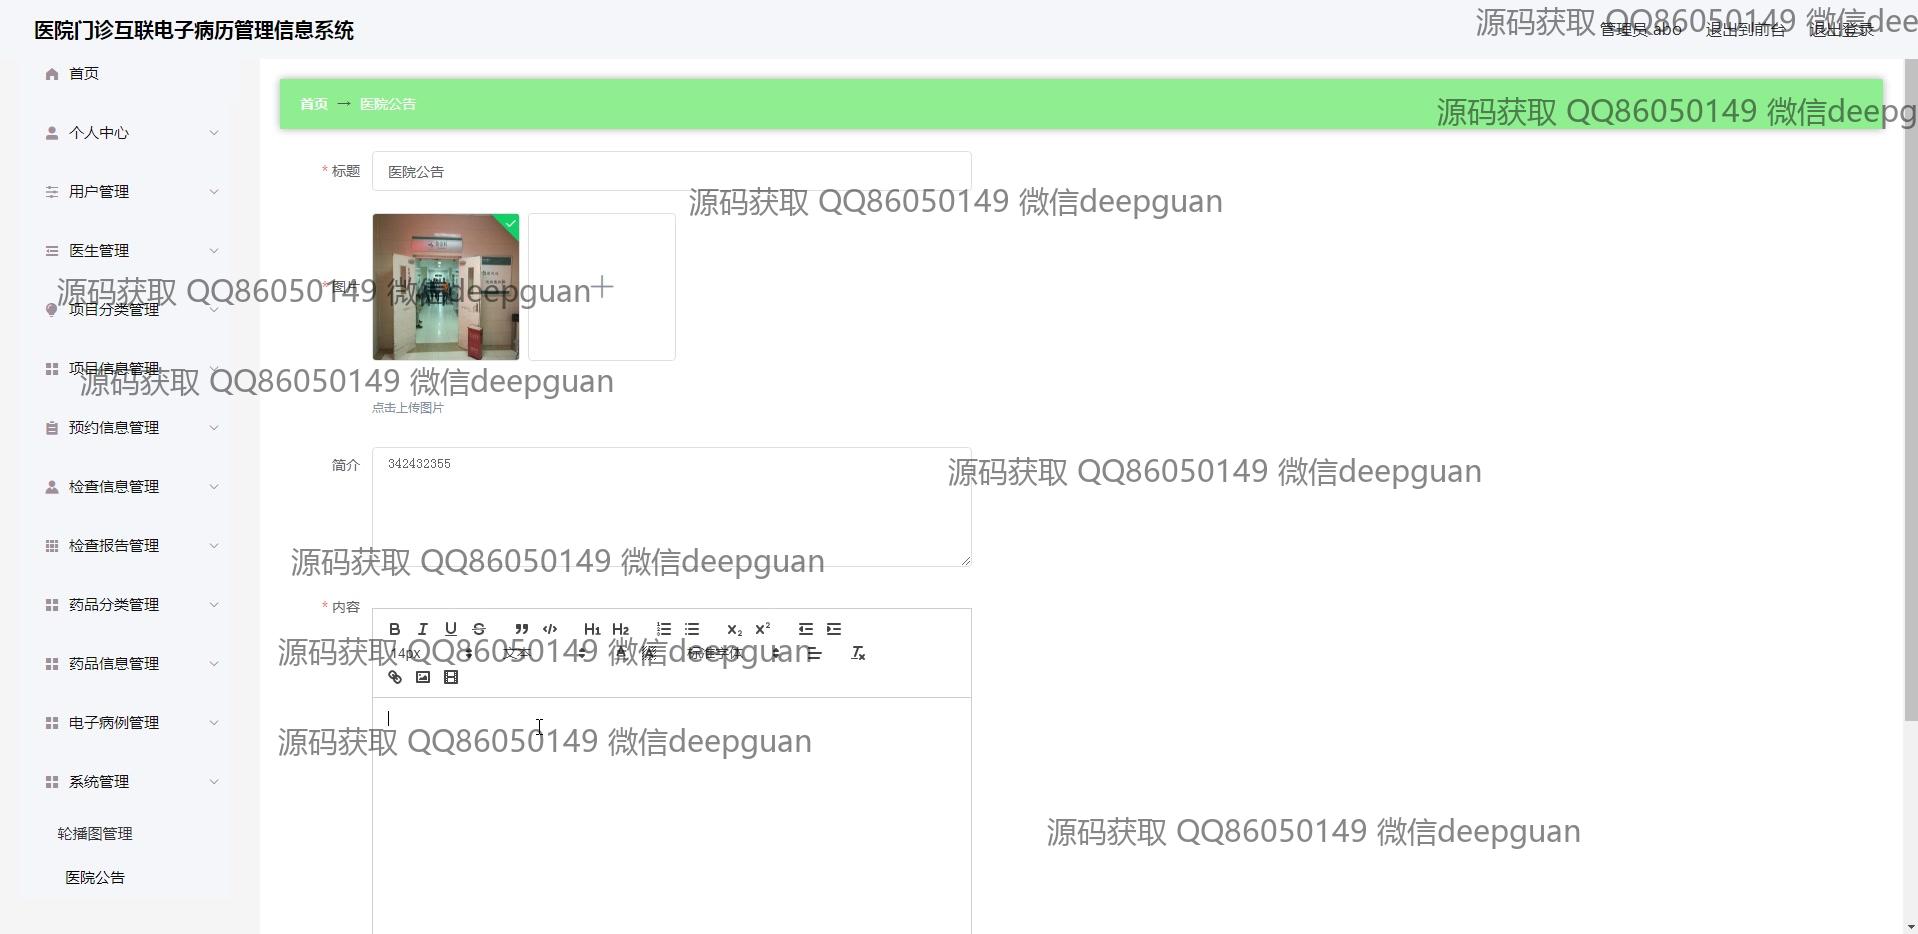 医院门诊互联电子病历管理信息系统
管理员 abo 退出到前台 退出登录
源码获取 QQ86050149 微信dee
首页
个人中心
用户管理
医生管理
项目分类管理
项目信息管理
预约信息管理
检查信息管理
检查报告管理
药品分类管理
药品信息管理
电子病例管理
系统管理
轮播图管理
医院公告
首页 → 医院公告
源码获取 QQ86050149 微信deepg
* 标题 医院公告
源码获取 QQ86050149 微信deepguan
* 图片
源码获取 QQ86050149 微信deepguan
源码获取 QQ86050149 微信deepguan
点击上传图片
简介 342432355
源码获取 QQ86050149 微信deepguan
源码获取 QQ86050149 微信deepguan
* 内容
B I U S ” </> H1 H2 X2 X2
14px 文本 A A 标准字体 Tx
源码获取 QQ86050149 微信deepguan
源码获取 QQ86050149 微信deepguan
源码获取 QQ86050149 微信deepguan